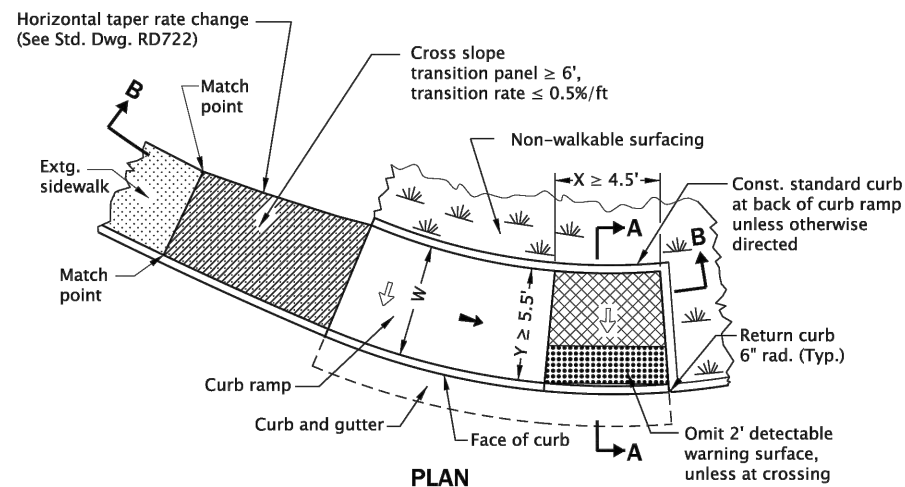 Horizontal taper rate change
(See Std. Dwg. RD722)
Cross slope
transition panel ≥ 6',
transition rate ≤ 0.5%/ft
B
Match
point
Non-walkable surfacing
Extg.
sidewalk
X ≥ 4.5'
Const. standard curb
at back of curb ramp
unless otherwise
directed
A
B
Match
point
W
Y ≥ 5.5'
Return curb
6" rad. (Typ.)
Curb ramp
Curb and gutter
Face of curb
A
Omit 2' detectable
warning surface,
unless at crossing
PLAN